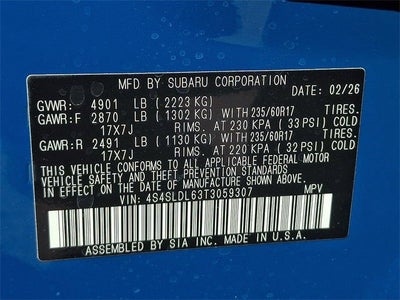 MFD BY SUBARU CORPORATION 02/26
GVWR: 4901 LB (2223 KG)
GAWR:F 2870 LB (1302 KG) WITH 235/60R17 TIRES.
17X7J RIMS. AT 230 KPA (33 PSI) COLD
GAWR:R 2491 LB (1130 KG) WITH 235/60R17 TIRES.
17X7J RIMS. AT 220 KPA (32 PSI) COLD
THIS VEHICLE CONFORMS TO ALL APPLICABLE FEDERAL MOTOR
VEHICLE SAFETY AND THEFT PREVENTION STANDARDS IN EFFECT
ON THE DATE OF MANUFACTURE SHOWN ABOVE.
VIN: 4S4SLDL63T3059307 MPV
ASSEMBLED BY SIA INC. MADE IN U.S.A.